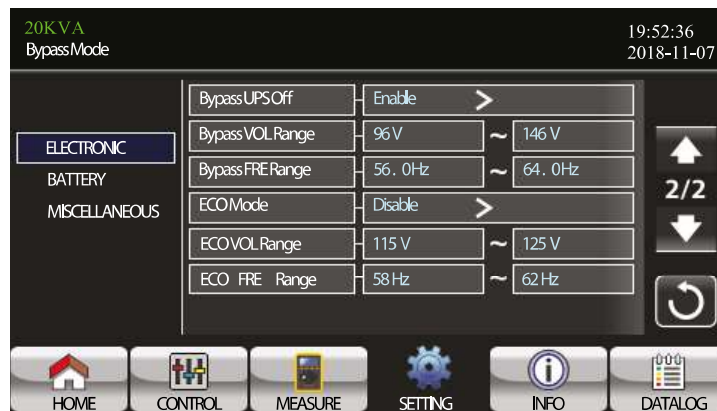 20KVA
Bypass Mode
19:52:36
2018-11-07
ELECTRONIC
BATTERY
MISCELLANEOUS
Bypass UPS Off Enable >
Bypass VOL Range 96 V ~ 146 V
Bypass FRE Range 56. 0Hz ~ 64. 0Hz
ECO Mode Disable >
ECO VOL Range 115 V ~ 125 V
ECO FRE Range 58 Hz ~ 62 Hz
2/2
HOME CONTROL MEASURE SETTING INFO DATALOG